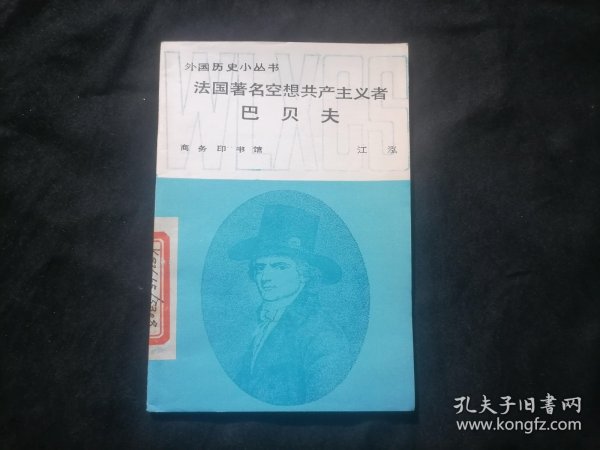 外国历史小丛书
WLXCS
法国著名空想共产主义者
巴贝夫
商务印书馆 江泓
孔夫子旧书网
www.kongfz.com